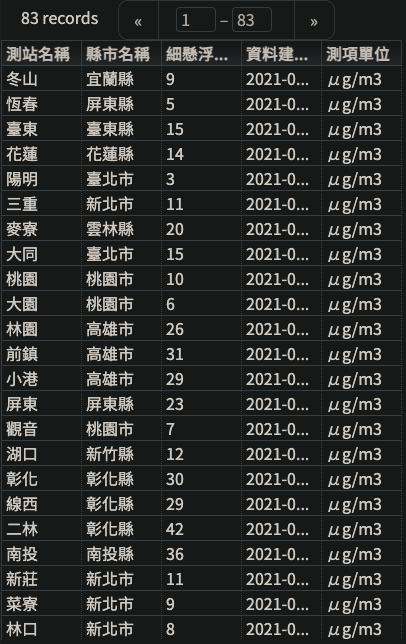 83 records « 1 – 83 »
測站名稱 縣市名稱 細懸浮... 資料建... 測項單位
冬山 宜蘭縣 9 2021-0... μg/m3
恆春 屏東縣 5 2021-0... μg/m3
臺東 臺東縣 15 2021-0... μg/m3
花蓮 花蓮縣 14 2021-0... μg/m3
陽明 臺北市 3 2021-0... μg/m3
三重 新北市 11 2021-0... μg/m3
麥寮 雲林縣 20 2021-0... μg/m3
大同 臺北市 15 2021-0... μg/m3
桃園 桃園市 10 2021-0... μg/m3
大園 桃園市 6 2021-0... μg/m3
林園 高雄市 26 2021-0... μg/m3
前鎮 高雄市 31 2021-0... μg/m3
小港 高雄市 29 2021-0... μg/m3
屏東 屏東縣 23 2021-0... μg/m3
觀音 桃園市 7 2021-0... μg/m3
湖口 新竹縣 12 2021-0... μg/m3
彰化 彰化縣 30 2021-0... μg/m3
線西 彰化縣 29 2021-0... μg/m3
二林 彰化縣 42 2021-0... μg/m3
南投 南投縣 36 2021-0... μg/m3
新莊 新北市 11 2021-0... μg/m3
菜寮 新北市 9 2021-0... μg/m3
林口 新北市 8 2021-0... μg/m3